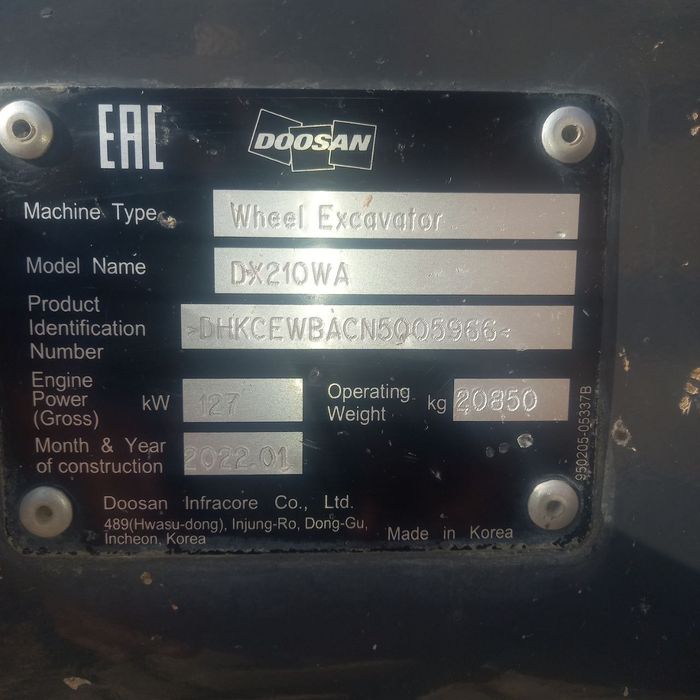 EAC DOOSAN
Machine Type Wheel Excavator
Model Name DX210WA
Product
Identification
Number
>DHKCEWBACN5005966<
Engine
Power
(Gross)
kW 127
Operating
Weight
kg 20850
Month & Year
of construction
2022.01
Doosan Infracore Co., Ltd.
489(Hwasu-dong), Injung-Ro, Dong-Gu,
Incheon, Korea
Made in Korea
950205-05337B